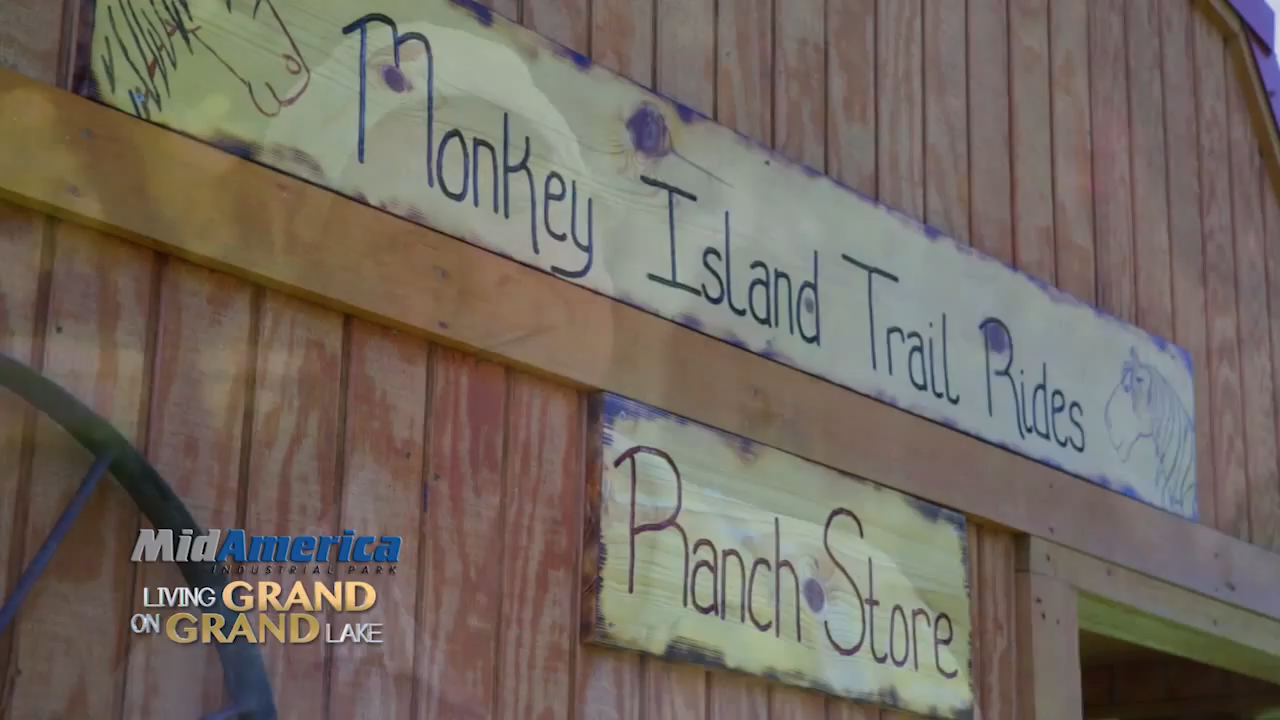 Monkey Island Trail Rides
Ranch Store
MidAmerica
INDUSTRIAL PARK
LIVING GRAND
ON GRAND LAKE